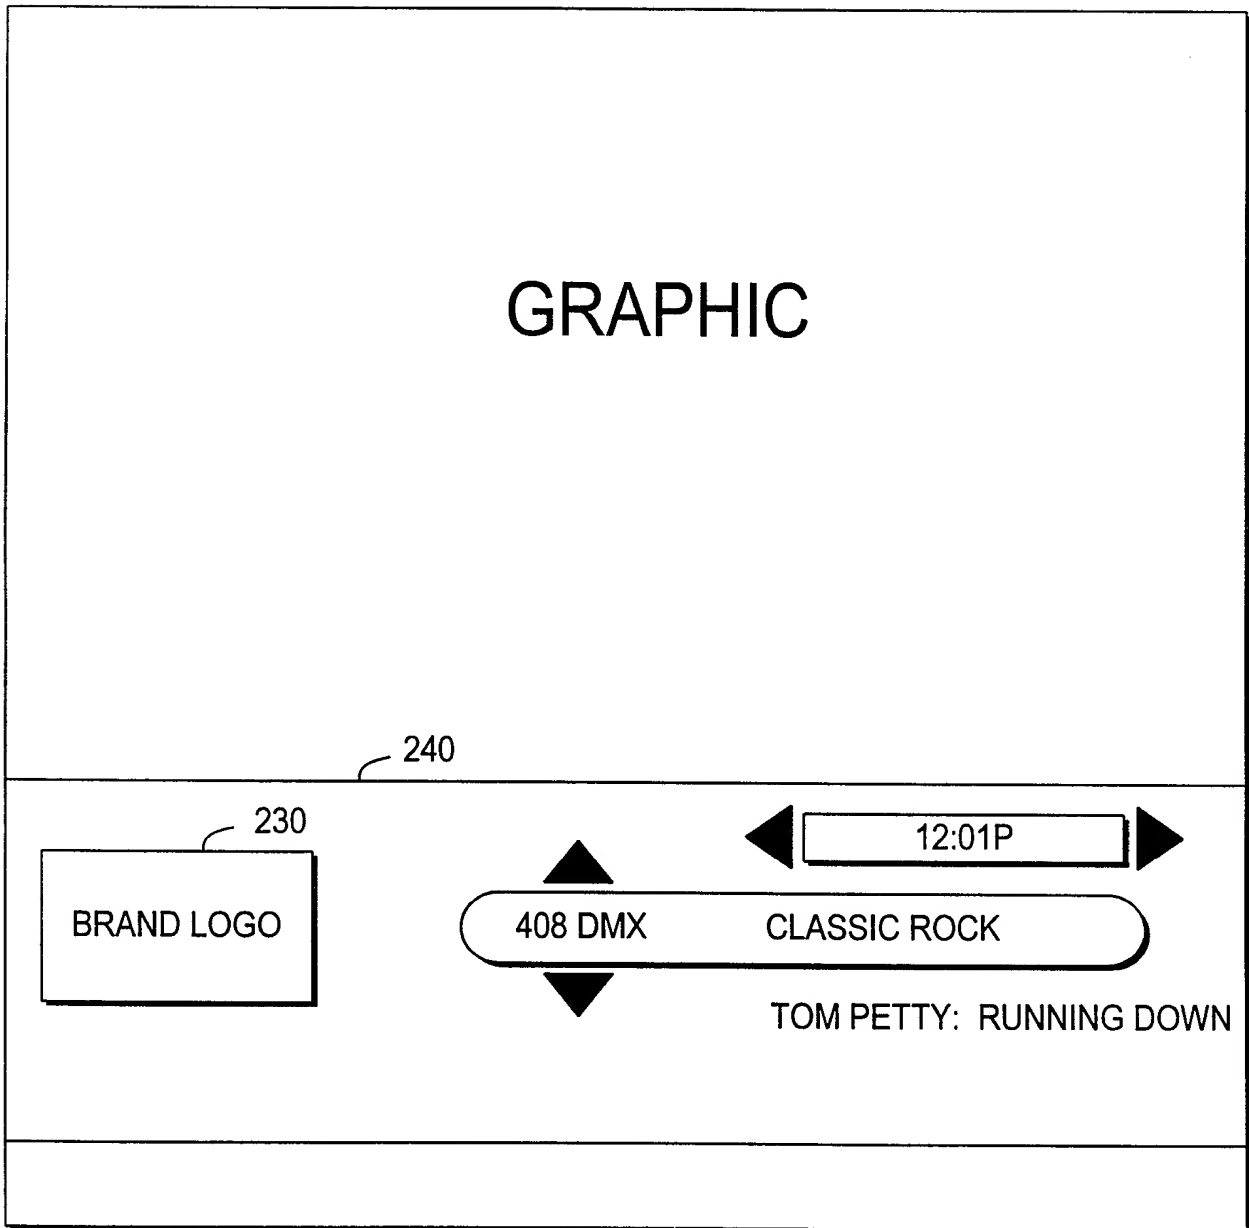 GRAPHIC
240
230
12:01P
BRAND LOGO
408 DMX CLASSIC ROCK
TOM PETTY: RUNNING DOWN